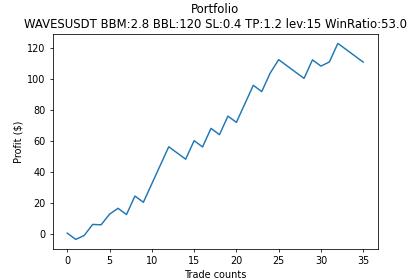 Portfolio
WAVESUSDT BBM:2.8 BBL:120 SL:0.4 TP:1.2 lev:15 WinRatio:53.0
120
100
80
60
40
20
0
Profit ($)
0 5 10 15 20 25 30 35
Trade counts